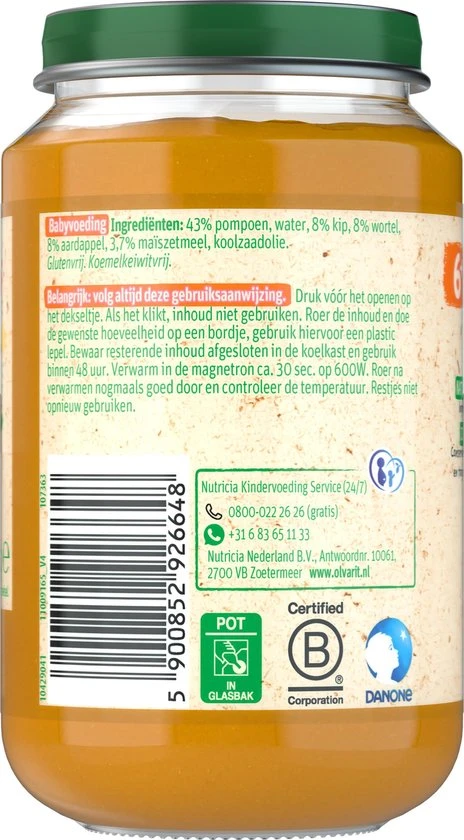 Babyvoeding Ingrediënten: 43% pompoen, water, 8% kip, 8% wortel,
8% aardappel, 3,7% maïszetmeel, koolzaadolie.
Glutenvrij. Koemelkeiwitvrij.
Belangrijk: volg altijd deze gebruiksaanwijzing. Druk vóór het openen op
het dekseltje. Als het klikt, inhoud niet gebruiken. Roer de inhoud en doe
de gewenste hoeveelheid op een bordje, gebruik hiervoor een plastic
lepel. Bewaar resterende inhoud afgesloten in de koelkast en gebruik
binnen 48 uur. Verwarm in de magnetron ca. 30 sec. op 600W. Roer na
verwarmen nogmaals goed door en controleer de temperatuur. Restjes niet
opnieuw gebruiken.
6
107363
11009165_V4
10429041
5 900852 926648
Nutricia Kindervoeding Service (24/7)
0800-022 26 26 (gratis)
+31 6 83 65 11 33
Nutricia Nederland B.V., Antwoordnr. 10061,
2700 VB Zoetermeer www.olvarit.nl
POT
IN
GLASBAK
Certified
B
®
Corporation
DANONE